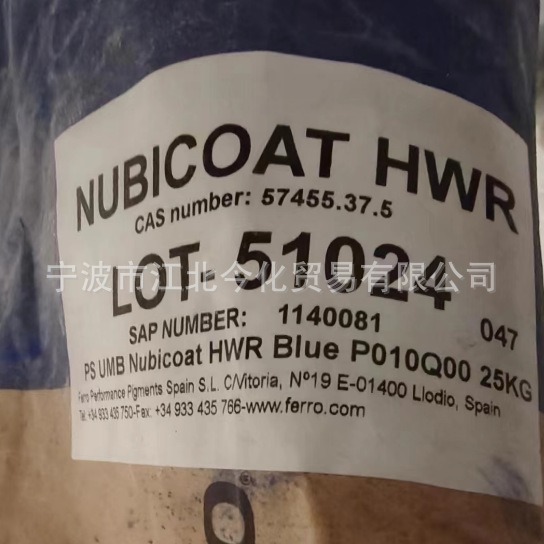 NUBICOAT HWR
CAS number: 57455.37.5
LOT- 51024
宁波市江北今化贸易有限公司
SAP NUMBER: 1140081 047
PS UMB Nubicoat HWR Blue P010Q00 25KG
Ferro Performance Pigments Spain S.L. C/Vitoria, Nº19 E-01400 Llodio, Spain
Tel. +34 933 435 750-Fax: +34 933 435 766-www.ferro.com